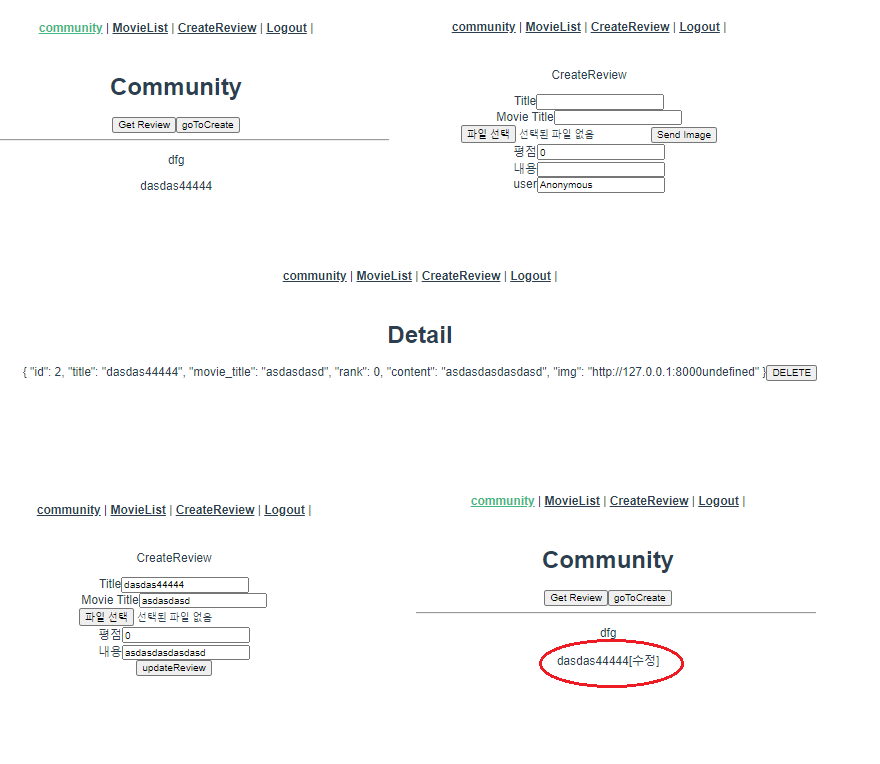 community | MovieList | CreateReview | Logout |
Community
Get Review goToCreate
dfg
dasdas44444
community | MovieList | CreateReview | Logout |
CreateReview
Title
Movie Title
파일 선택 선택된 파일 없음 Send Image
평점 0
내용
user Anonymous
community | MovieList | CreateReview | Logout |
Detail
{ "id": 2, "title": "dasdas44444", "movie_title": "asdasdasd", "rank": 0, "content": "asdasdasdasdasd", "img": "http://127.0.0.1:8000undefined" } DELETE
community | MovieList | CreateReview | Logout |
CreateReview
Title dasdas44444
Movie Title asdasdasd
파일 선택 선택된 파일 없음
평점 0
내용 asdasdasdasdasd
updateReview
community | MovieList | CreateReview | Logout |
Community
Get Review goToCreate
dfg
dasdas44444[수정]